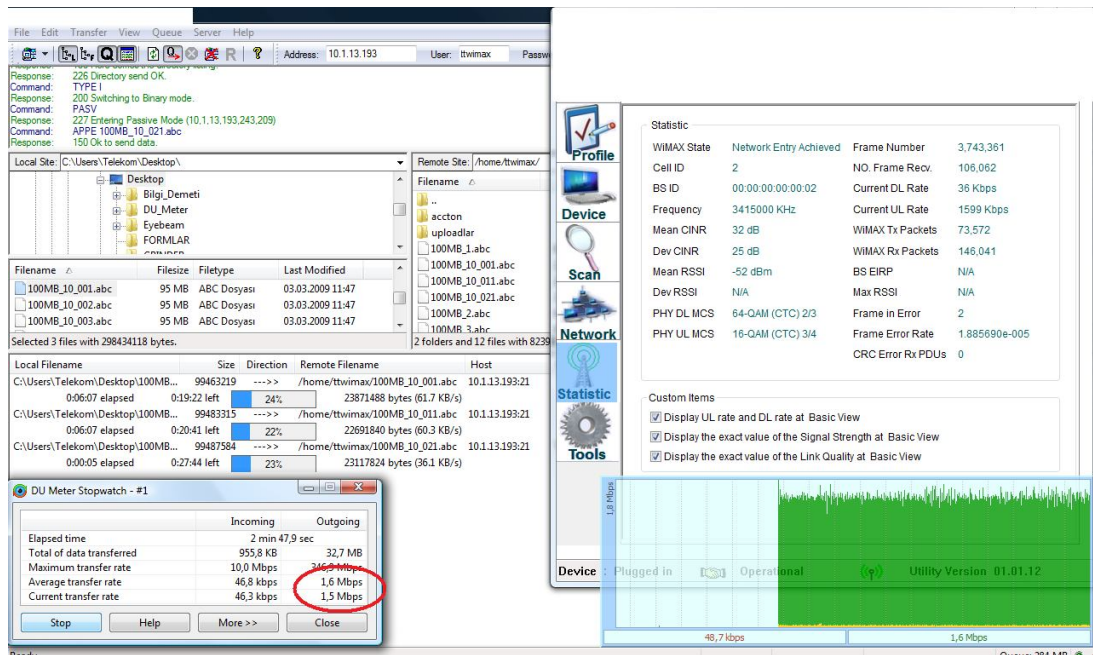 File Edit Transfer View Queue Server Help
Address: 10.1.13.193 User: ttwimax
Response: 226 Directory send OK.
Command: TYPE I
Response: 200 Switching to Binary mode.
Command: PASV
Response: 227 Entering Passive Mode (10,1,13,193,243,209)
Command: APPE 100MB_10_021.abc
Response: 150 Ok to send data.
Local Site: C:\Users\Telekom\Desktop\
Desktop
Bilgi_Demeti
DU_Meter
Eyebeam
FORMLAR
Remote Site: /home/ttwimax/
Filename
..
accton
uploadlar
100MB_1.abc
100MB_10_001.abc
100MB_10_011.abc
100MB_10_021.abc
100MB_2.abc
100MB_3.abc
Filename Filesize Filetype Last Modified
100MB_10_001.abc 95 MB ABC Dosyası 03.03.2009 11:47
100MB_10_002.abc 95 MB ABC Dosyası 03.03.2009 11:47
100MB_10_003.abc 95 MB ABC Dosyası 03.03.2009 11:47
Selected 3 files with 298434118 bytes.
2 folders and 12 files with
Local Filename Size Direction Remote Filename Host
C:\Users\Telekom\Desktop\100MB... 99463219 --->> /home/ttwimax/100MB_10_001.abc 10.1.13.193:21
0:06:07 elapsed 0:19:22 left 24% 23871488 bytes (61.7 KB/s)
C:\Users\Telekom\Desktop\100MB... 99483315 --->> /home/ttwimax/100MB_10_011.abc 10.1.13.193:21
0:06:07 elapsed 0:20:41 left 22% 22691840 bytes (60.3 KB/s)
C:\Users\Telekom\Desktop\100MB... 99487584 --->> /home/ttwimax/100MB_10_021.abc 10.1.13.193:21
0:00:05 elapsed 0:27:44 left 23% 23117824 bytes (36.1 KB/s)
DU Meter Stopwatch - #1
Incoming Outgoing
Elapsed time 2 min 47,9 sec
Total of data transferred 955,8 KB 32,7 MB
Maximum transfer rate 10,0 Mbps 346,9 Mbps
Average transfer rate 46,8 kbps 1,6 Mbps
Current transfer rate 46,3 kbps 1,5 Mbps
Stop Help More >> Close
Profile
Device
Scan
Network
Statistic
Tools
Statistic
WiMAX State Network Entry Achieved Frame Number 3,743,361
Cell ID 2 NO. Frame Recv. 106,062
BS ID 00:00:00:00:00:02 Current DL Rate 36 Kbps
Frequency 3415000 KHz Current UL Rate 1599 Kbps
Mean CINR 32 dB WiMAX Tx Packets 73,572
Dev CINR 25 dB WiMAX Rx Packets 146,041
Mean RSSI -52 dBm BS EIRP N/A
Dev RSSI N/A Max RSSI N/A
PHY DL MCS 64-QAM (CTC) 2/3 Frame in Error 2
PHY UL MCS 16-QAM (CTC) 3/4 Frame Error Rate 1.885690e-005
CRC Error Rx PDUs 0
Custom Items
Display UL rate and DL rate at Basic View
Display the exact value of the Signal Strength at Basic View
Display the exact value of the Link Quality at Basic View
1,8 Mbps
Device : Plugged in Operational Utility Version 01.01.12
48,7 kbps 1,6 Mbps